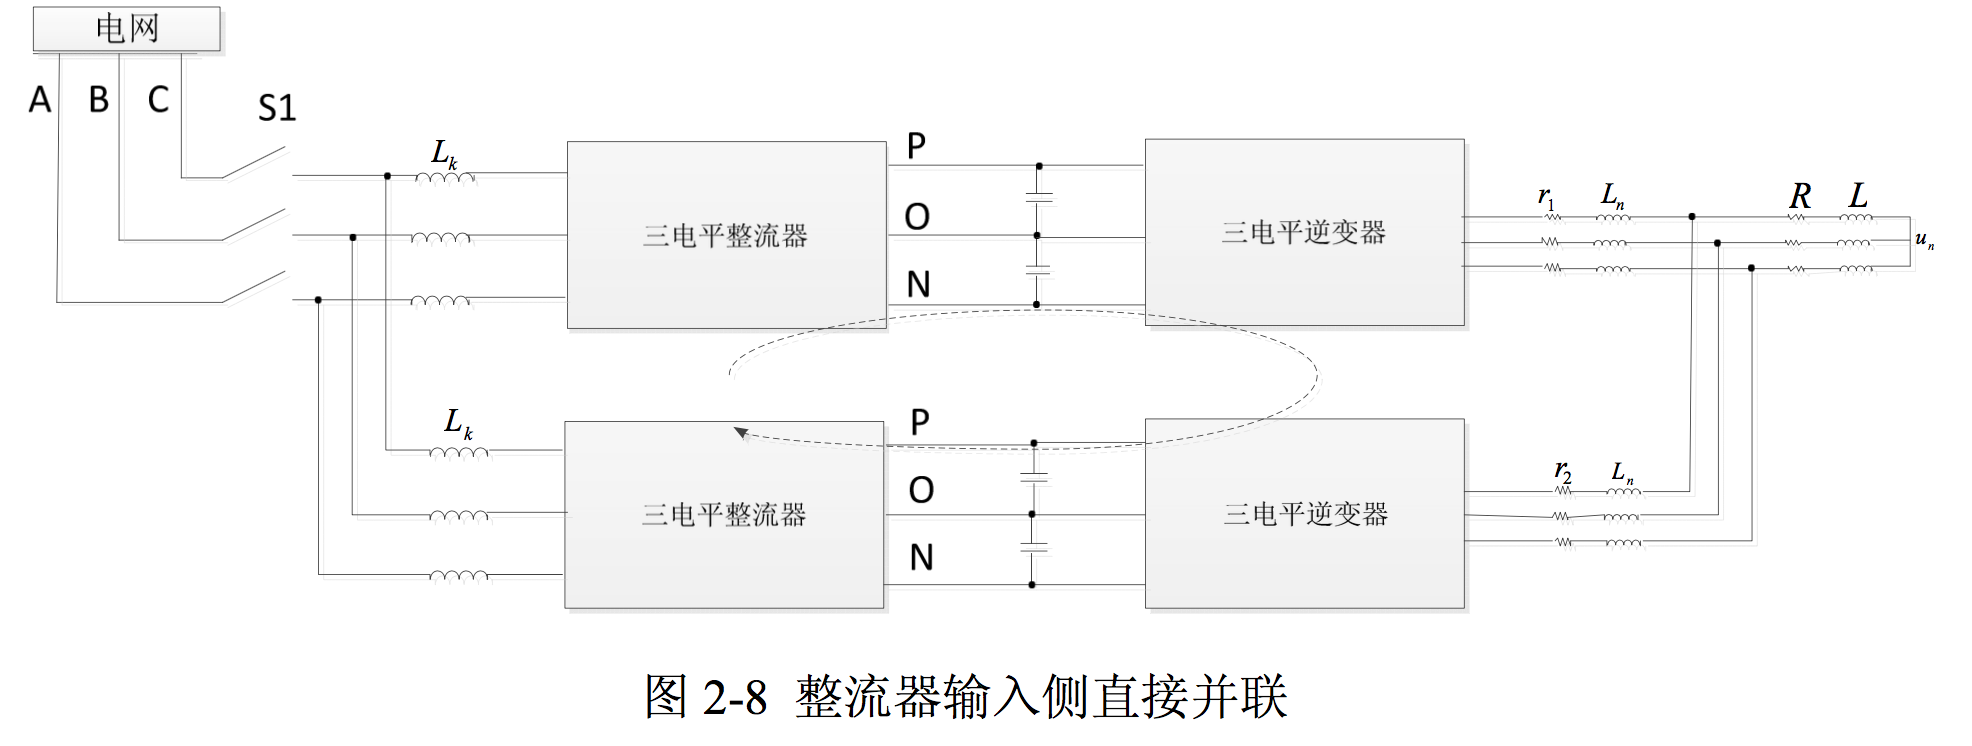 电网
A B C S1
L_k
P
O
N
三电平整流器
三电平逆变器
r_1 L_n R L
u_n
L_k
P
O
N
三电平整流器
三电平逆变器
r_2 L_n
图 2-8 整流器输入侧直接并联